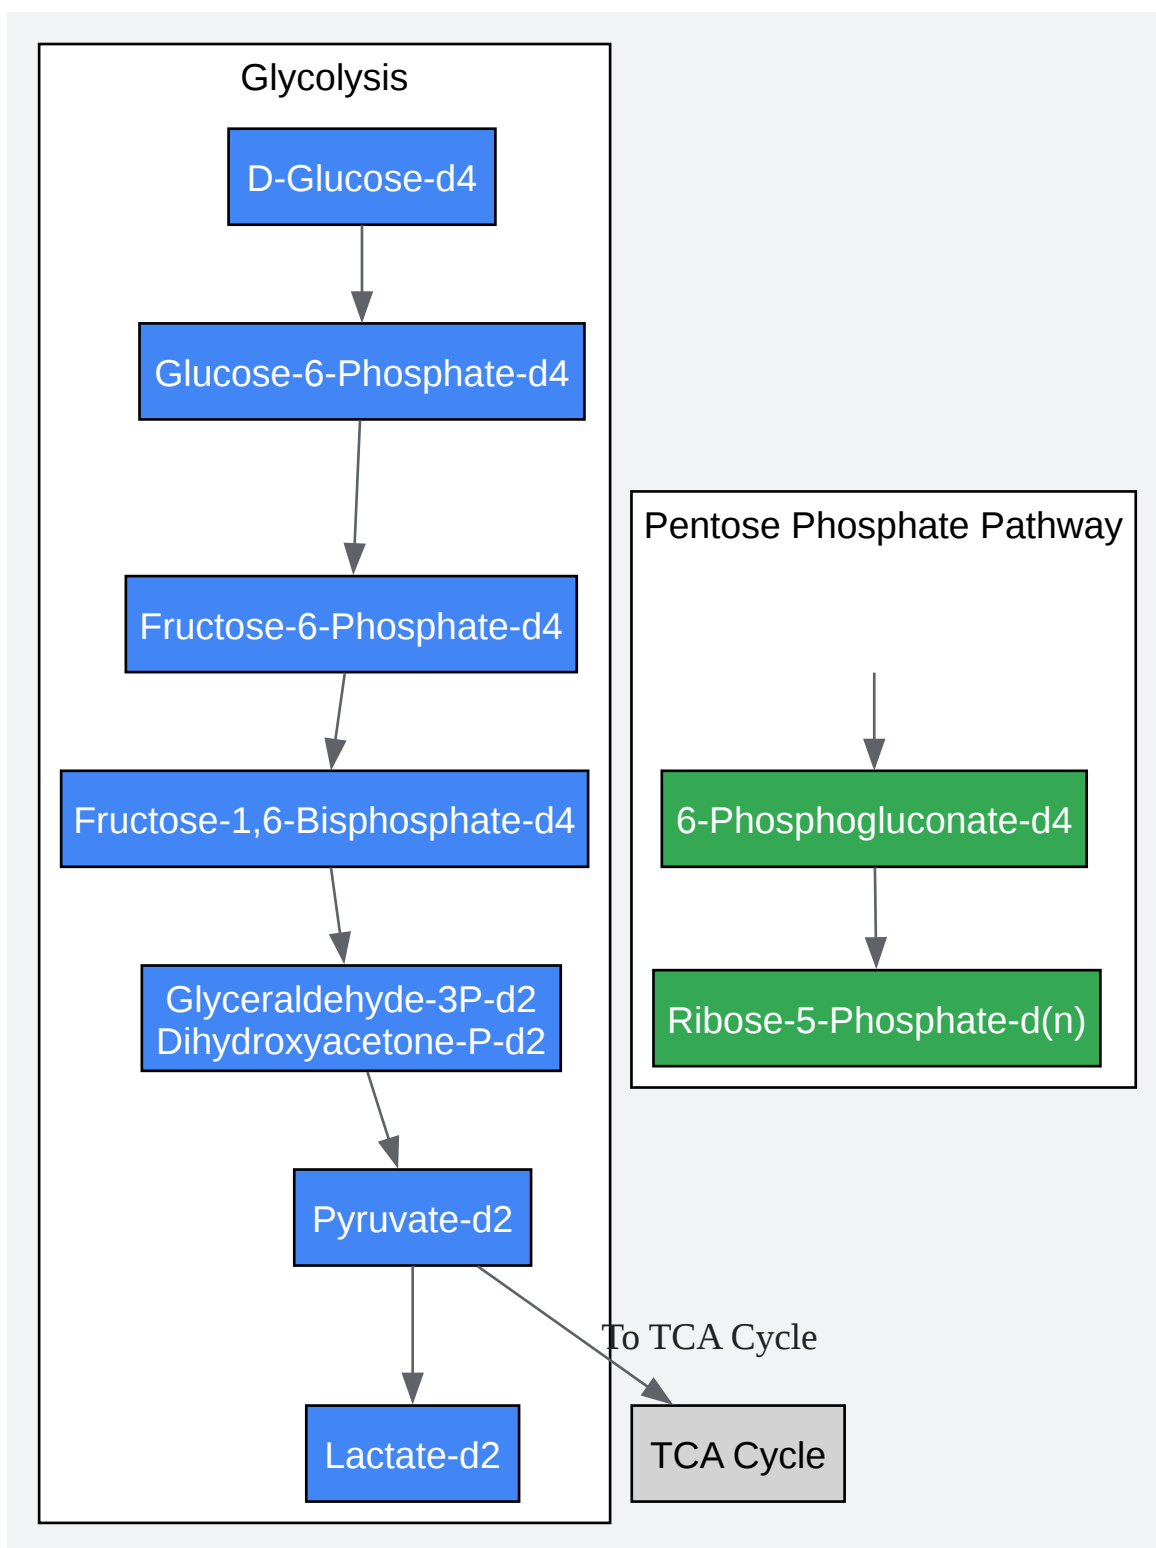 Glycolysis
D-Glucose-d4
Glucose-6-Phosphate-d4
Fructose-6-Phosphate-d4
Fructose-1,6-Bisphosphate-d4
Glyceraldehyde-3P-d2
Dihydroxyacetone-P-d2
Pyruvate-d2
Lactate-d2
To TCA Cycle
TCA Cycle
Pentose Phosphate Pathway
6-Phosphogluconate-d4
Ribose-5-Phosphate-d(n)